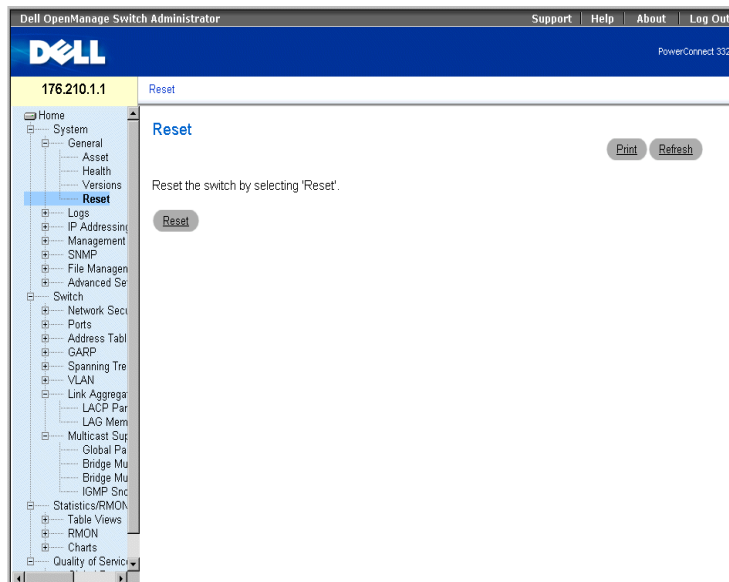 Dell OpenManage Switch Administrator
Support Help About Log Out
DELL
PowerConnect 332
176.210.1.1
Reset
Home
System
General
Asset
Health
Versions
Reset
Logs
IP Addressing
Management
SNMP
File Managen
Advanced Se
Switch
Network Secu
Ports
Address Tabl
GARP
Spanning Tre
VLAN
Link Aggregat
LACP Par
LAG Mem
Multicast Sup
Global Pa
Bridge Mu
Bridge Mu
IGMP Sno
Statistics/RMON
Table Views
RMON
Charts
Quality of Service
Reset
Print Refresh
Reset the switch by selecting 'Reset'.
Reset